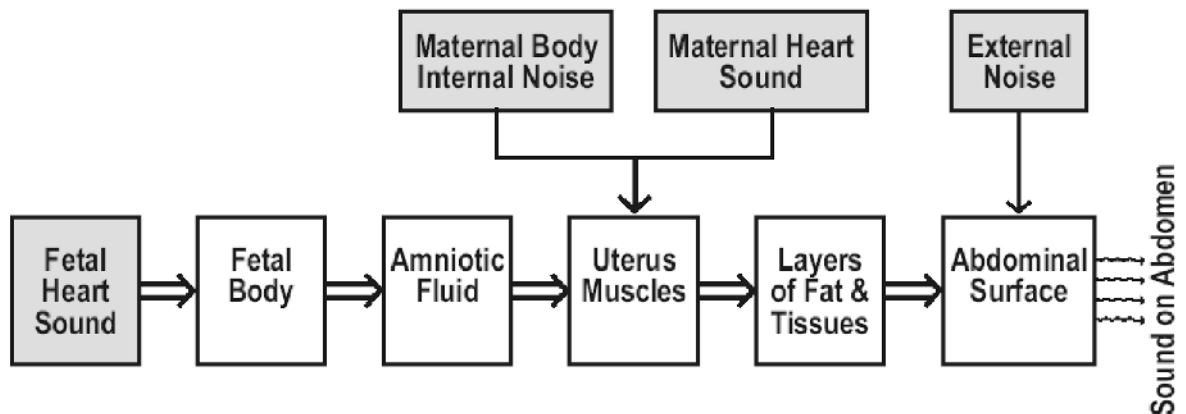 Maternal Body
Internal Noise
Maternal Heart
Sound
External
Noise
Fetal
Heart
Sound
Fetal
Body
Amniotic
Fluid
Uterus
Muscles
Layers
of Fat &
Tissues
Abdominal
Surface
Sound on Abdomen